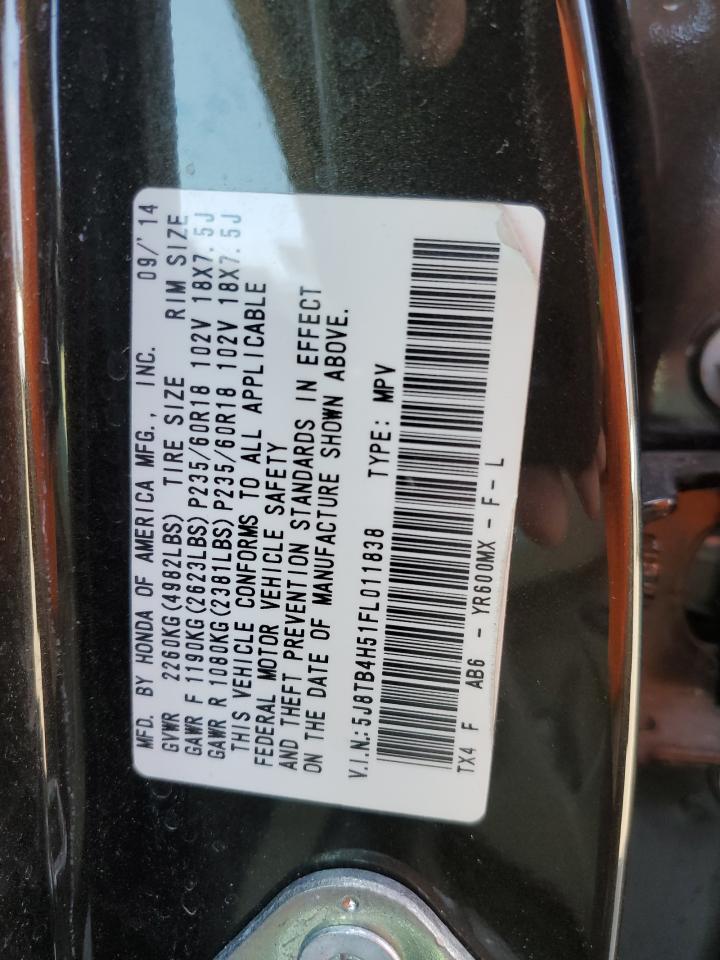 MFD. BY HONDA OF AMERICA MFG., INC. 09/'14
GVWR 2260KG(4982LBS) TIRE SIZE RIM SIZE
GAWR F 1190KG(2623LBS)P235/60R18 102V 18X7.5J
GAWR R 1080KG(2381LBS)P235/60R18 102V 18X7.5J
THIS VEHICLE CONFORMS TO ALL APPLICABLE
FEDERAL MOTOR VEHICLE SAFETY
AND THEFT PREVENTION STANDARDS IN EFFECT
ON THE DATE OF MANUFACTURE SHOWN ABOVE.
V.I.N.:5J8TB4H51FL011838 TYPE: MPV
TX4 F AB6 - YR600MX - F - L